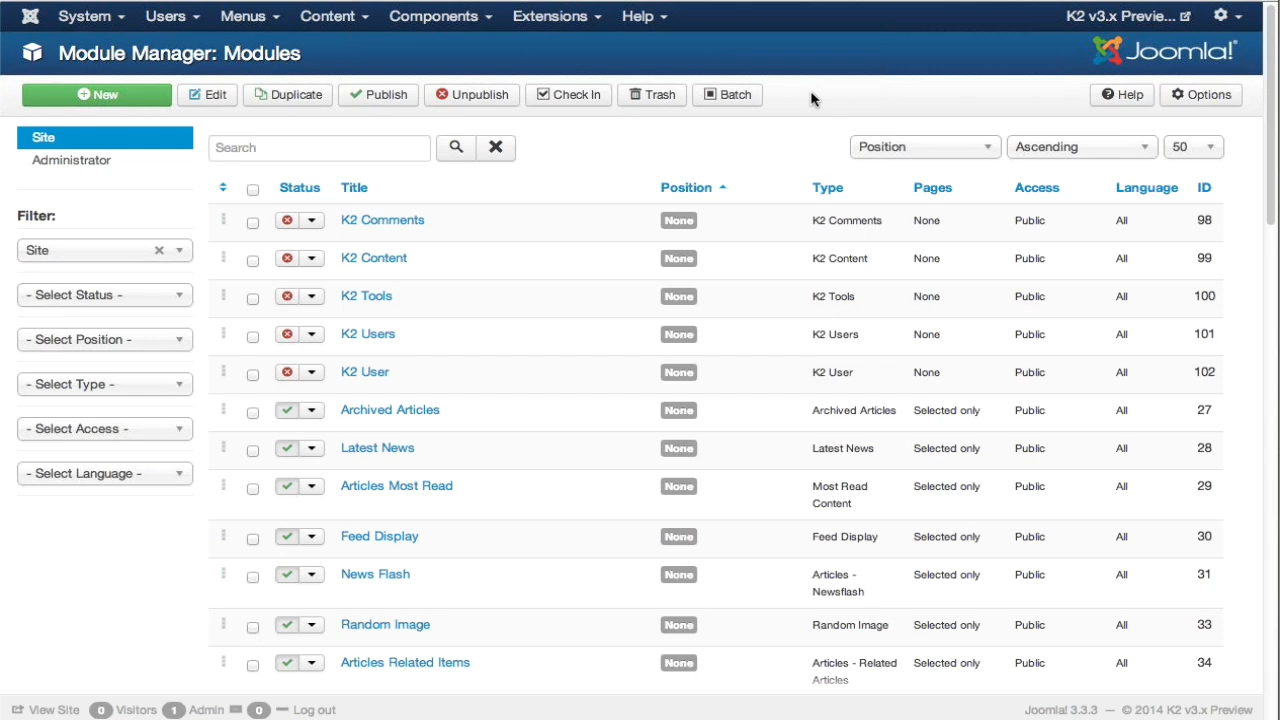 System Users Menus Content Components Extensions Help K2 v3.x Previe...
Module Manager: Modules Joomla!®
New Edit Duplicate Publish Unpublish Check In Trash Batch Help Options
Site
Administrator
Filter:
Site
- Select Status -
- Select Position -
- Select Type -
- Select Access -
- Select Language -
Search Position Ascending 50
Status Title Position Type Pages Access Language ID
K2 Comments None K2 Comments None Public All 98
K2 Content None K2 Content None Public All 99
K2 Tools None K2 Tools None Public All 100
K2 Users None K2 Users None Public All 101
K2 User None K2 User None Public All 102
Archived Articles None Archived Articles Selected only Public All 27
Latest News None Latest News Selected only Public All 28
Articles Most Read None Most Read Selected only Public All 29
Content
Feed Display None Feed Display Selected only Public All 30
News Flash None Articles - Selected only Public All 31
Newsflash
Random Image None Random Image Selected only Public All 33
Articles Related Items None Articles - Related Selected only Public All 34
Articles
View Site 0 Visitors 1 Admin 0 Log out Joomla! 3.3.3 — © 2014 K2 v3.x Preview